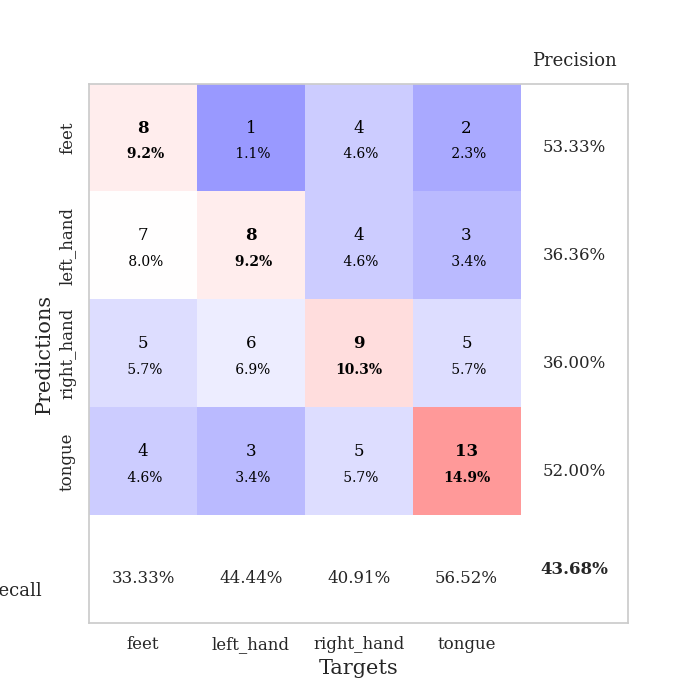 Precision
feet
8 1 4 2
9.2% 1.1% 4.6% 2.3%
53.33%
left_hand
7 8 4 3
8.0% 9.2% 4.6% 3.4%
36.36%
Predictions
right_hand
5 6 9 5
5.7% 6.9% 10.3% 5.7%
36.00%
tongue
4 3 5 13
4.6% 3.4% 5.7% 14.9%
52.00%
ecall
33.33% 44.44% 40.91% 56.52% 43.68%
feet left_hand right_hand tongue
Targets